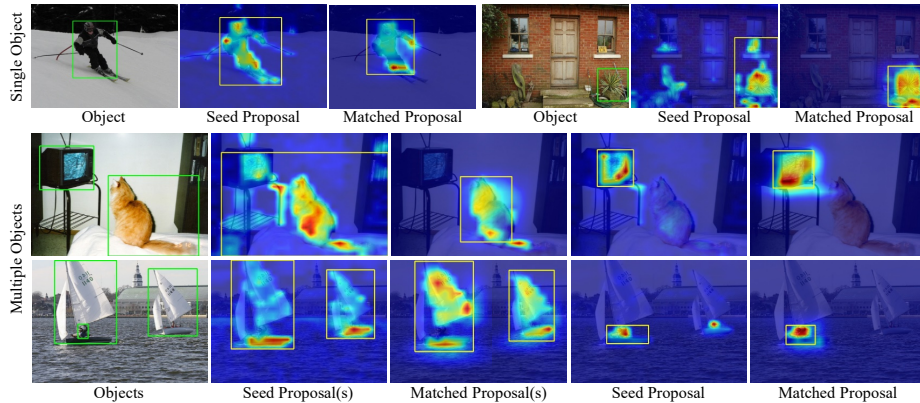 Single Object
Object
Seed Proposal
Matched Proposal
Object
Seed Proposal
Matched Proposal
Multiple Objects
Objects
Seed Proposal(s)
Matched Proposal(s)
Seed Proposal
Matched Proposal